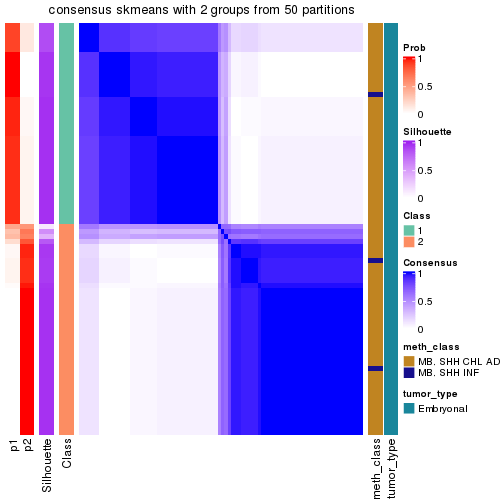 consensus skmeans with 2 groups from 50 partitions
Prob
1
0.5
0
Silhouette
1
0.5
0
Class
1
2
Consensus
1
0.5
0
meth_class
MB. SHH CHL AD
MB. SHH INF
tumor_type
Embryonal
p1
p2
Silhouette
Class
meth_class
tumor_type